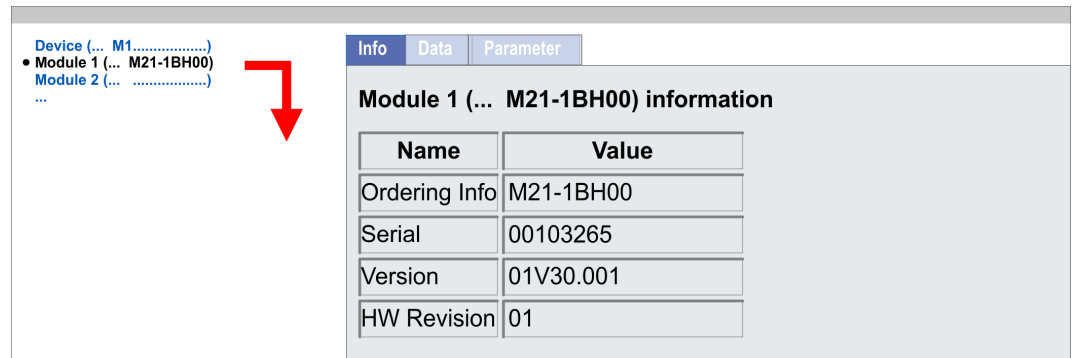 Device (... M1..................)
• Module 1 (... M21-1BH00)
Module 2 (... ..................)
...
Info Data Parameter
Module 1 (... M21-1BH00) information
Name Value
Ordering Info M21-1BH00
Serial 00103265
Version 01V30.001
HW Revision 01